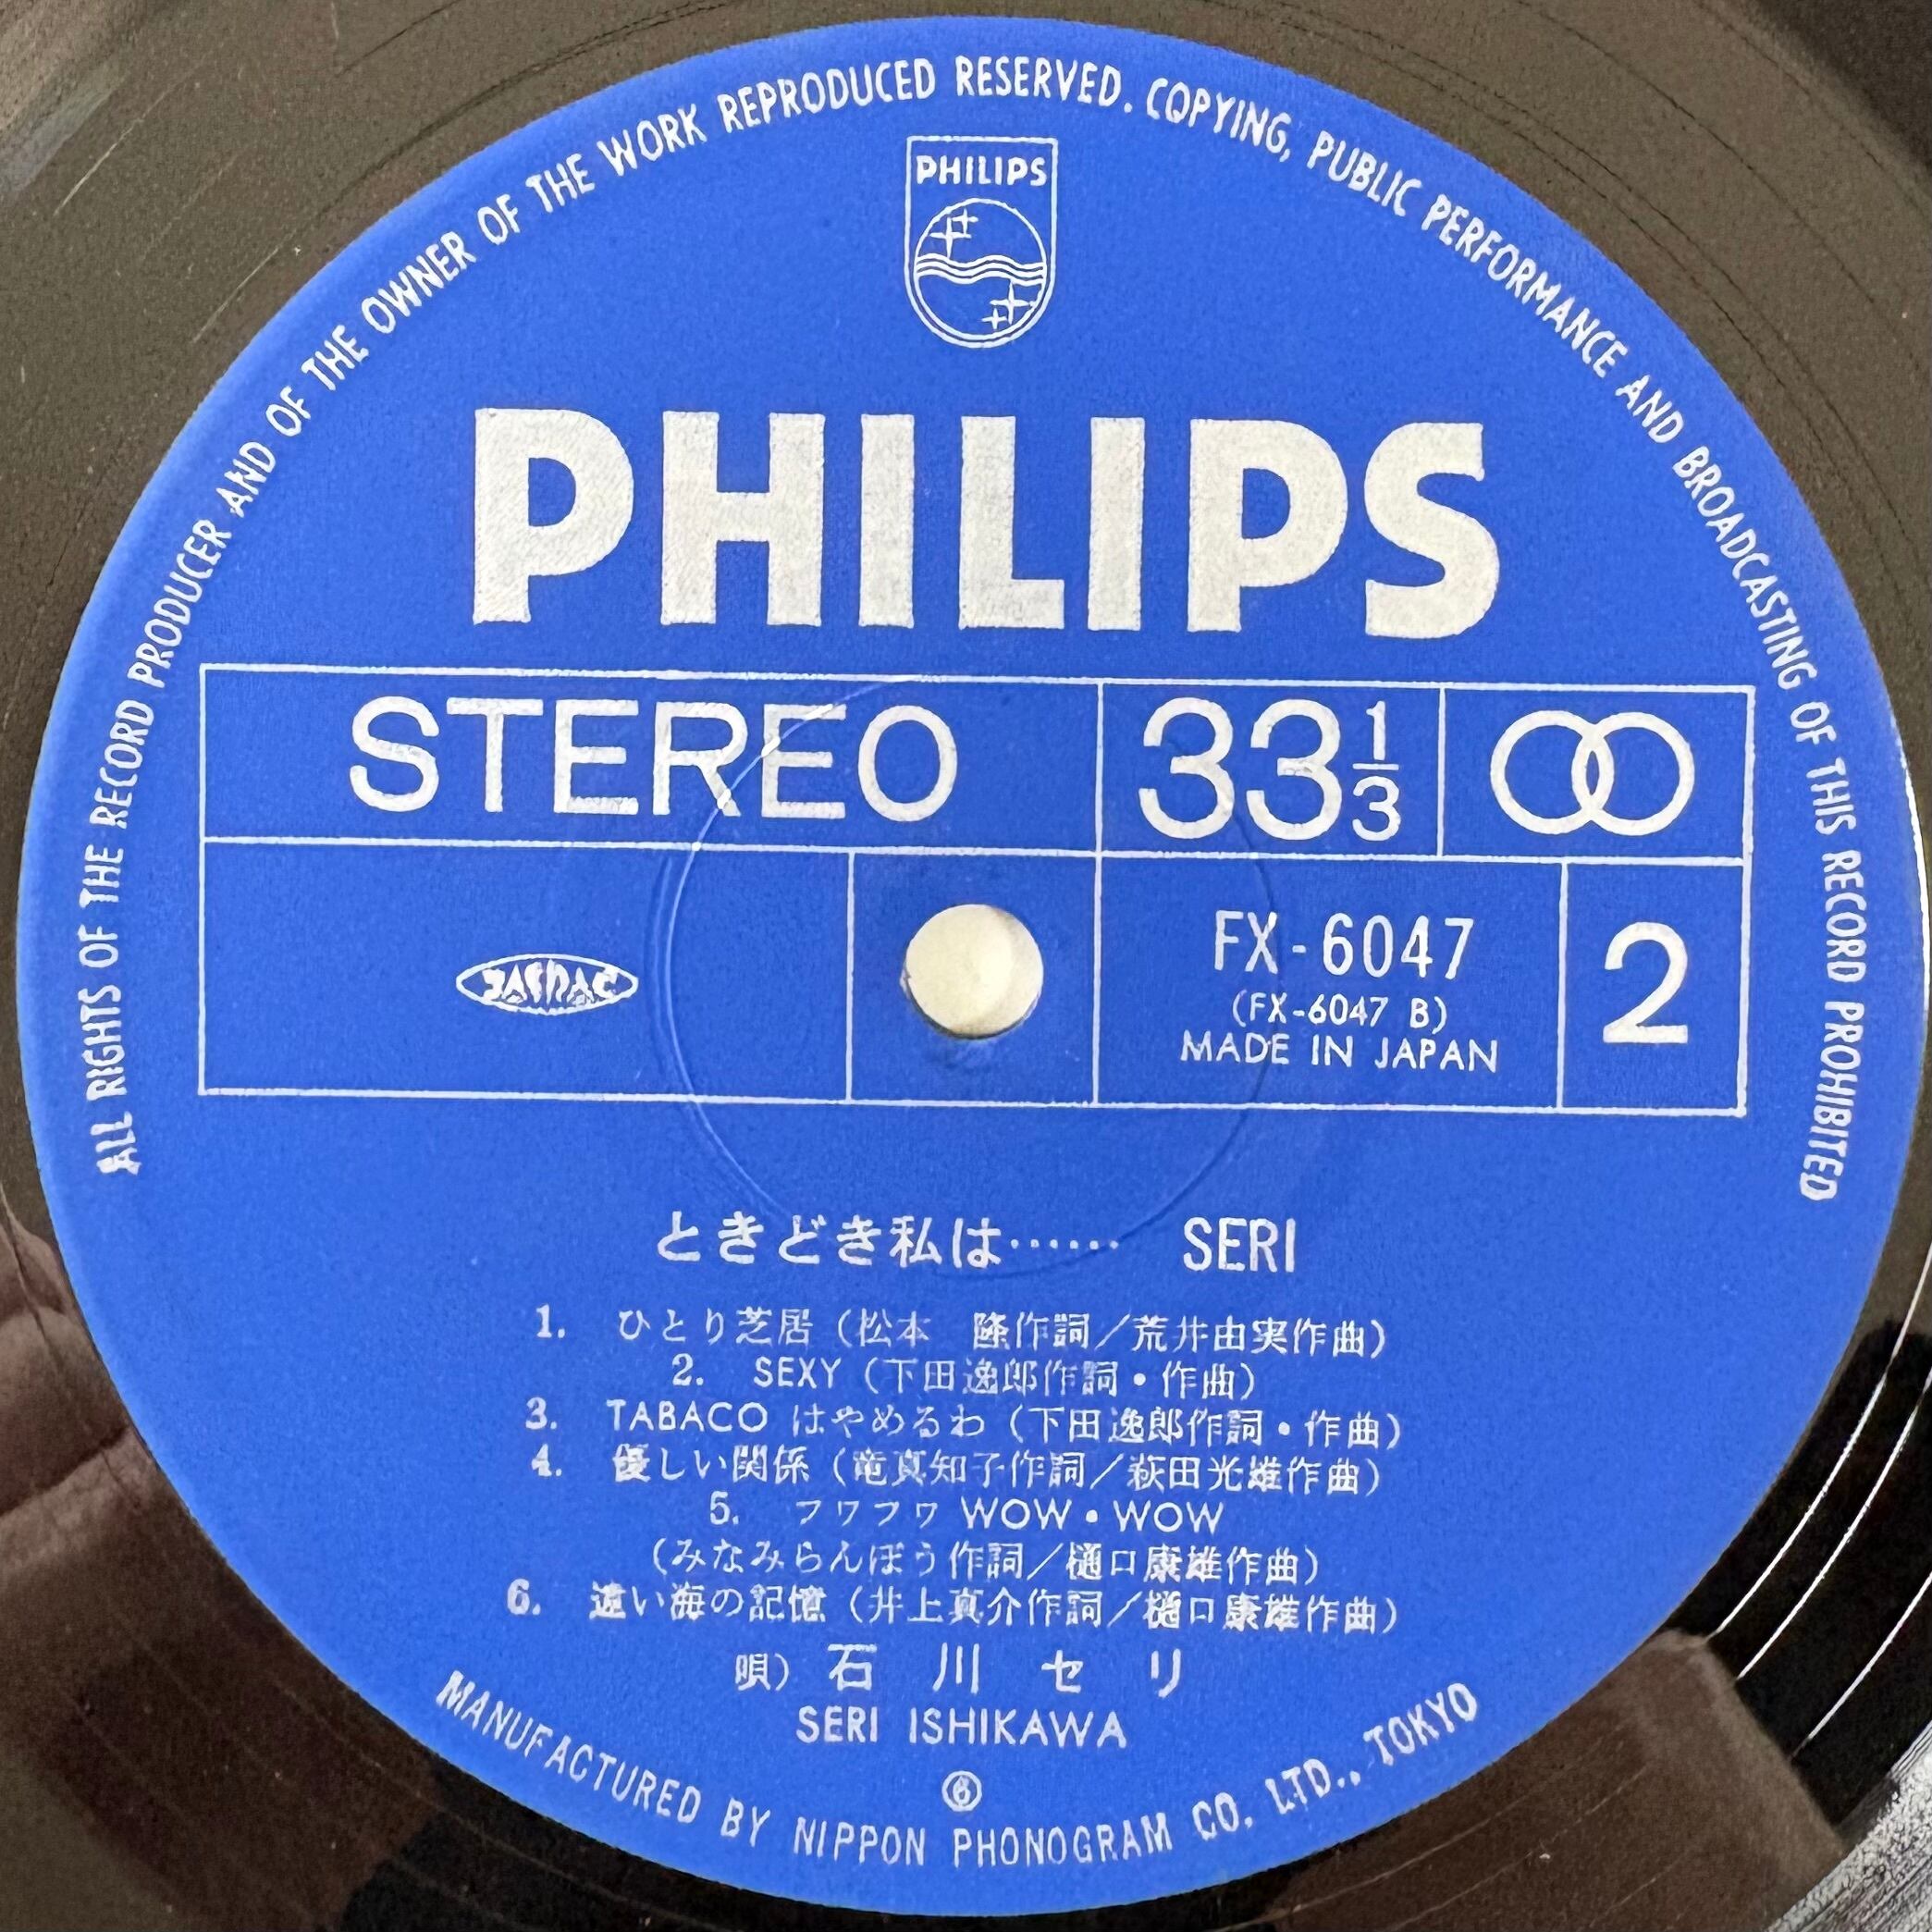 ALL RIGHTS OF THE RECORD PRODUCER AND OF THE OWNER OF THE WORK REPRODUCED RESERVED. COPYING, PUBLIC PERFORMANCE AND BROADCASTING OF THIS RECORD PROHIBITED
PHILIPS
PHILIPS
STEREO
33 1/3
JASRAC
FX-6047
(FX-6047 B)
MADE IN JAPAN
2
ときどき私は…… SERI
1. ひとり芝居（松本 隆作詞／荒井由実作曲）
2. SEXY（下田逸郎作詞・作曲）
3. TABACO はやめるわ（下田逸郎作詞・作曲）
4. 優しい関係（竜真知子作詞／萩田光雄作曲）
5. フワフワ WOW・WOW
（みなみらんぼう作詞／樋口康雄作曲）
6. 遠い海の記憶（井上真介作詞／樋口康雄作曲）
唄）石川セリ
SERI ISHIKAWA
MANUFACTURED BY NIPPON PHONOGRAM CO. LTD., TOKYO